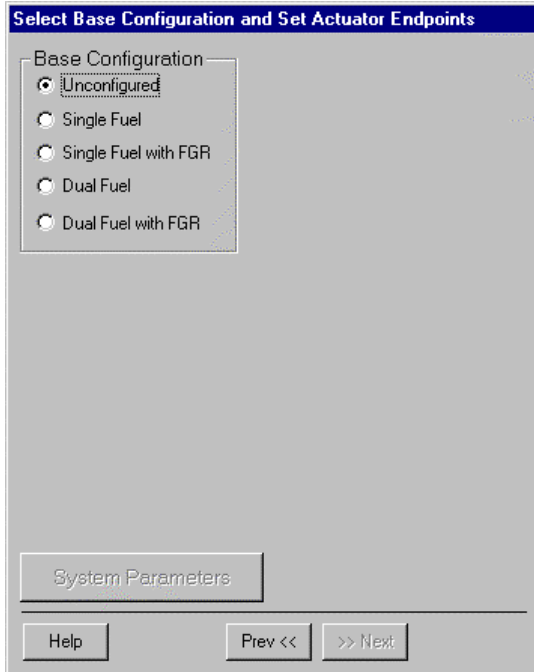 Select Base Configuration and Set Actuator Endpoints
Base Configuration
Unconfigured
Single Fuel
Single Fuel with FGR
Dual Fuel
Dual Fuel with FGR
System Parameters
Help
Prev <<
>> Next